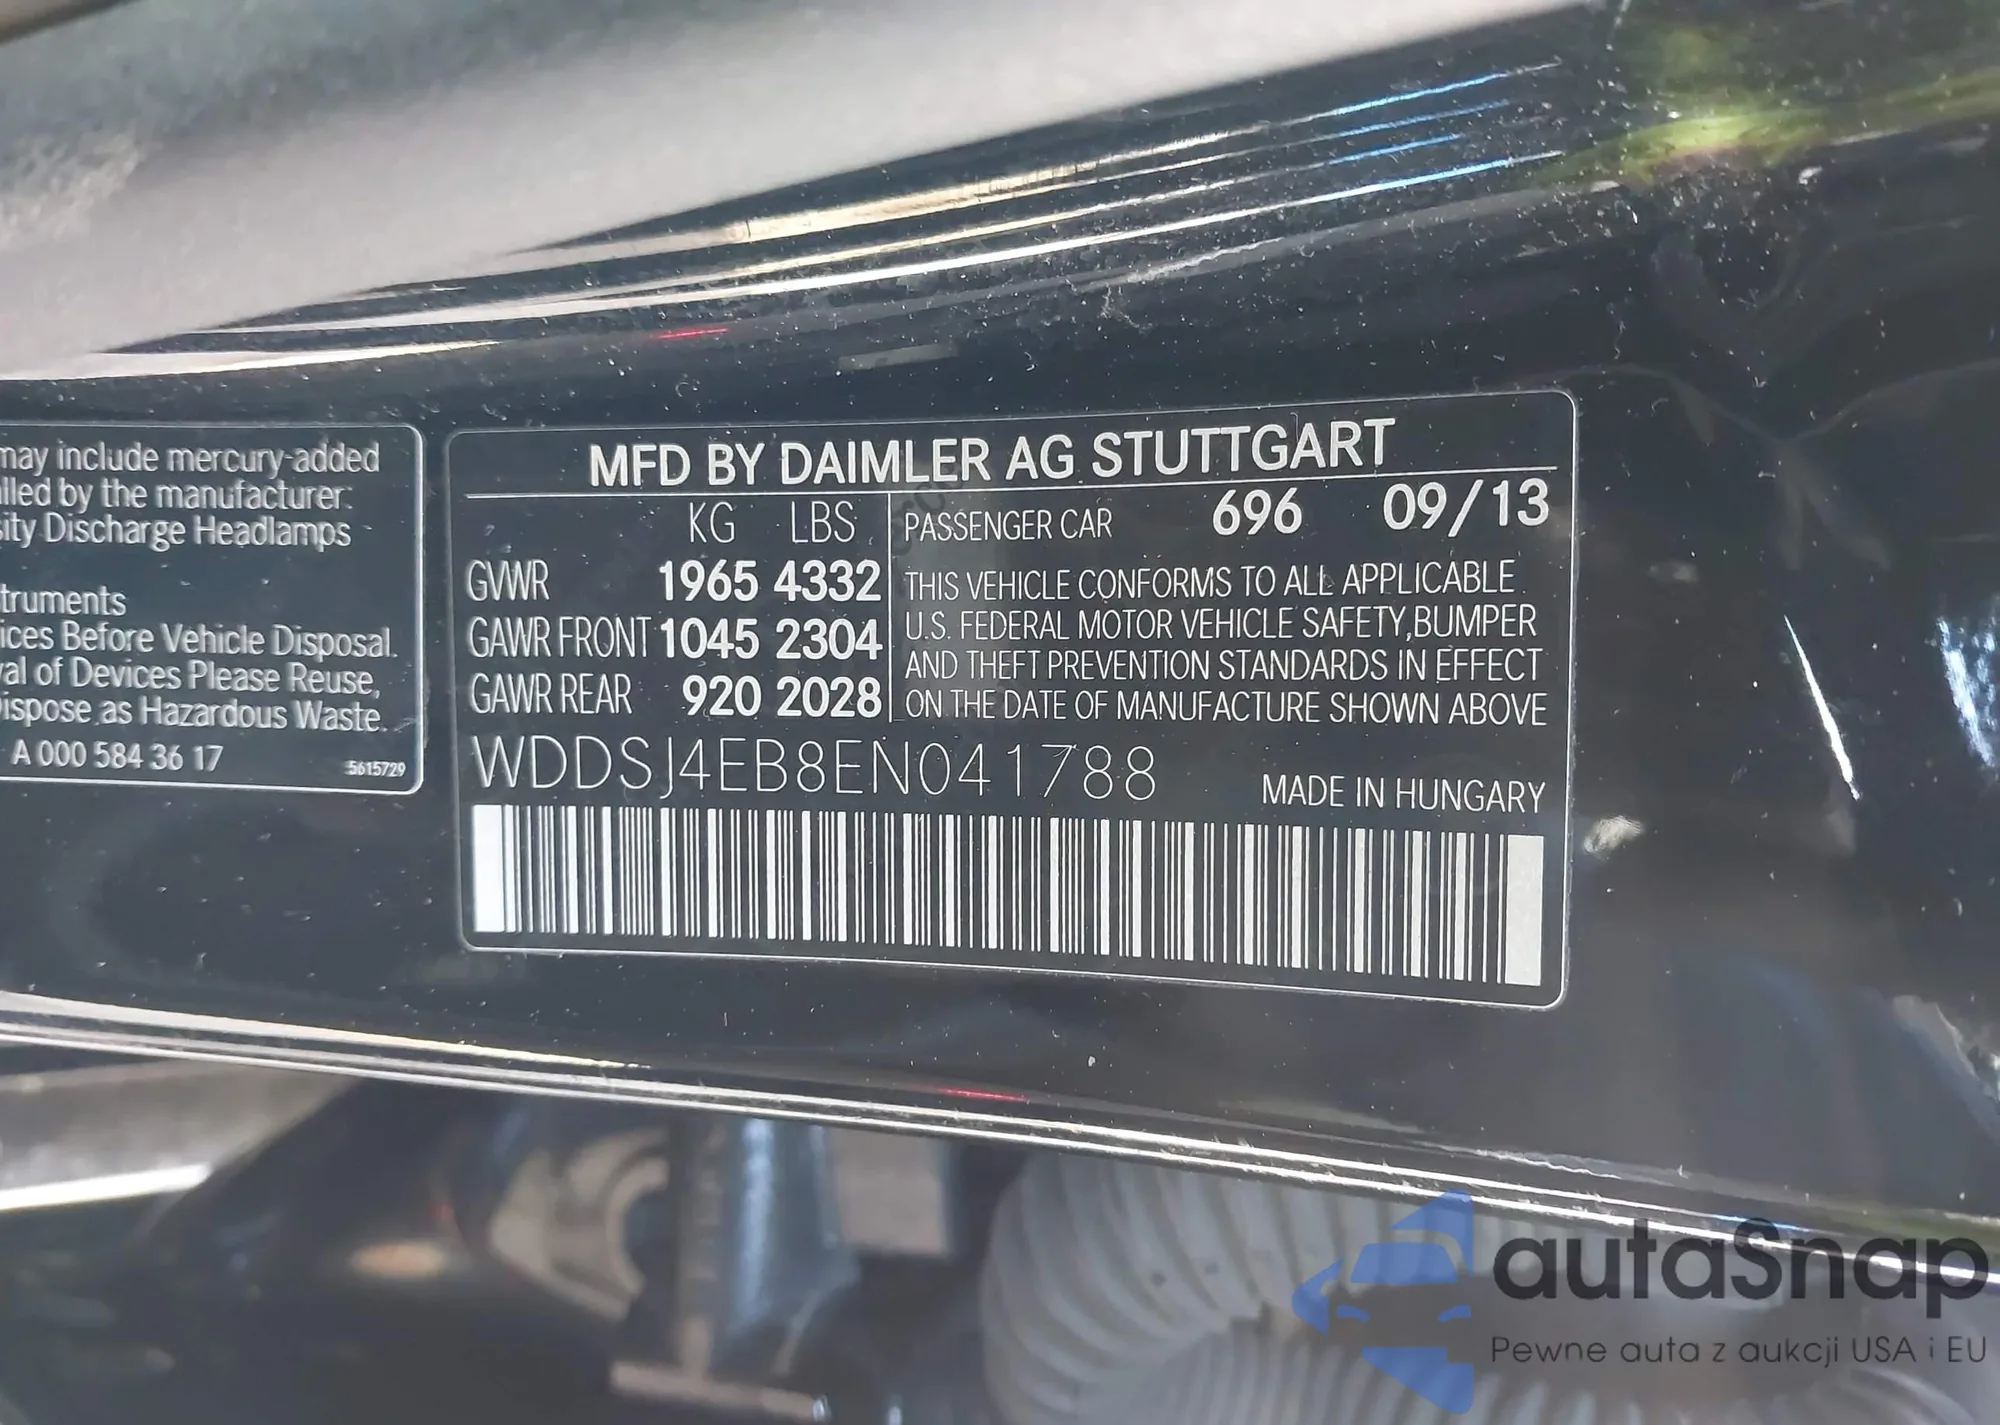 may include mercury-added
lled by the manufacturer:
sity Discharge Headlamps
truments
ices Before Vehicle Disposal.
val of Devices Please Reuse,
ispose as Hazardous Waste.
A 000 584 36 17
5615729
MFD BY DAIMLER AG STUTTGART
KG LBS
GVWR 1965 4332
GAWR FRONT 1045 2304
GAWR REAR 920 2028
PASSENGER CAR 696 09/13
THIS VEHICLE CONFORMS TO ALL APPLICABLE
U.S. FEDERAL MOTOR VEHICLE SAFETY, BUMPER
AND THEFT PREVENTION STANDARDS IN EFFECT
ON THE DATE OF MANUFACTURE SHOWN ABOVE
WDDSJ4EB8EN041788
MADE IN HUNGARY
autaSnap
Pewne auta z aukcji USA i EU